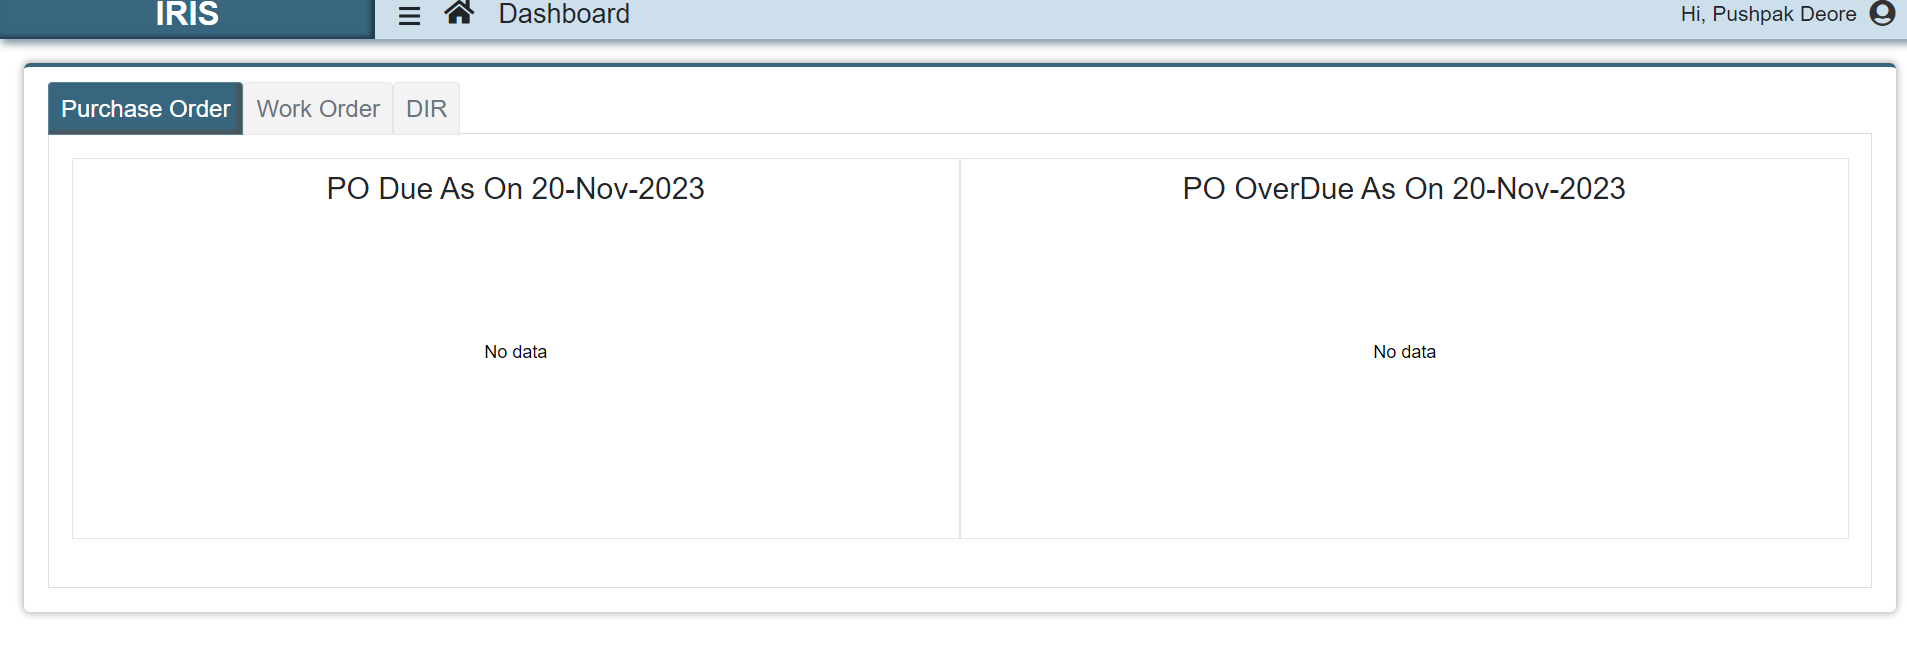 IRIS
Dashboard
Hi, Pushpak Deore
Purchase Order
Work Order
DIR
PO Due As On 20-Nov-2023
PO OverDue As On 20-Nov-2023
No data
No data